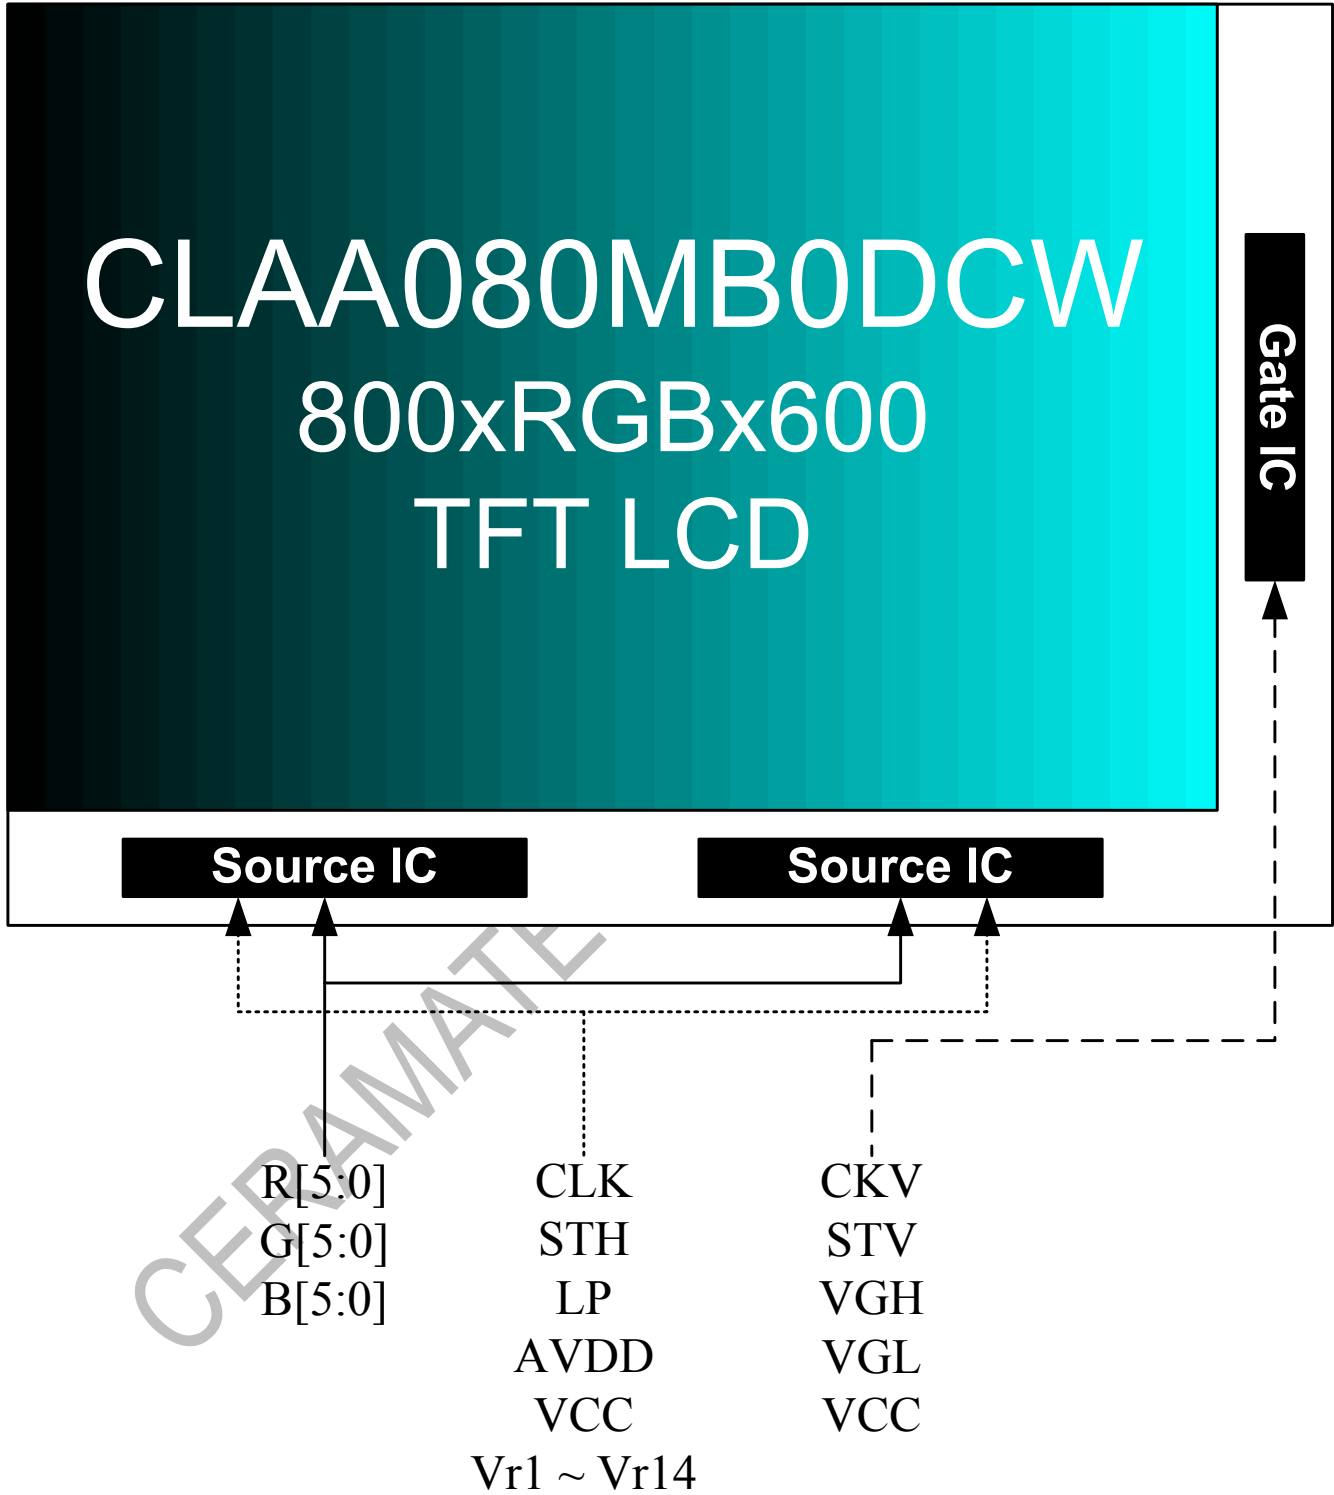 CLAA080MB0DCW
800xRGBx600
TFT LCD
Gate IC
Source IC
Source IC
CERAMATE
R[5:0]
G[5:0]
B[5:0]
CLK
STH
LP
AVDD
VCC
Vr1 ~ Vr14
CKV
STV
VGH
VGL
VCC